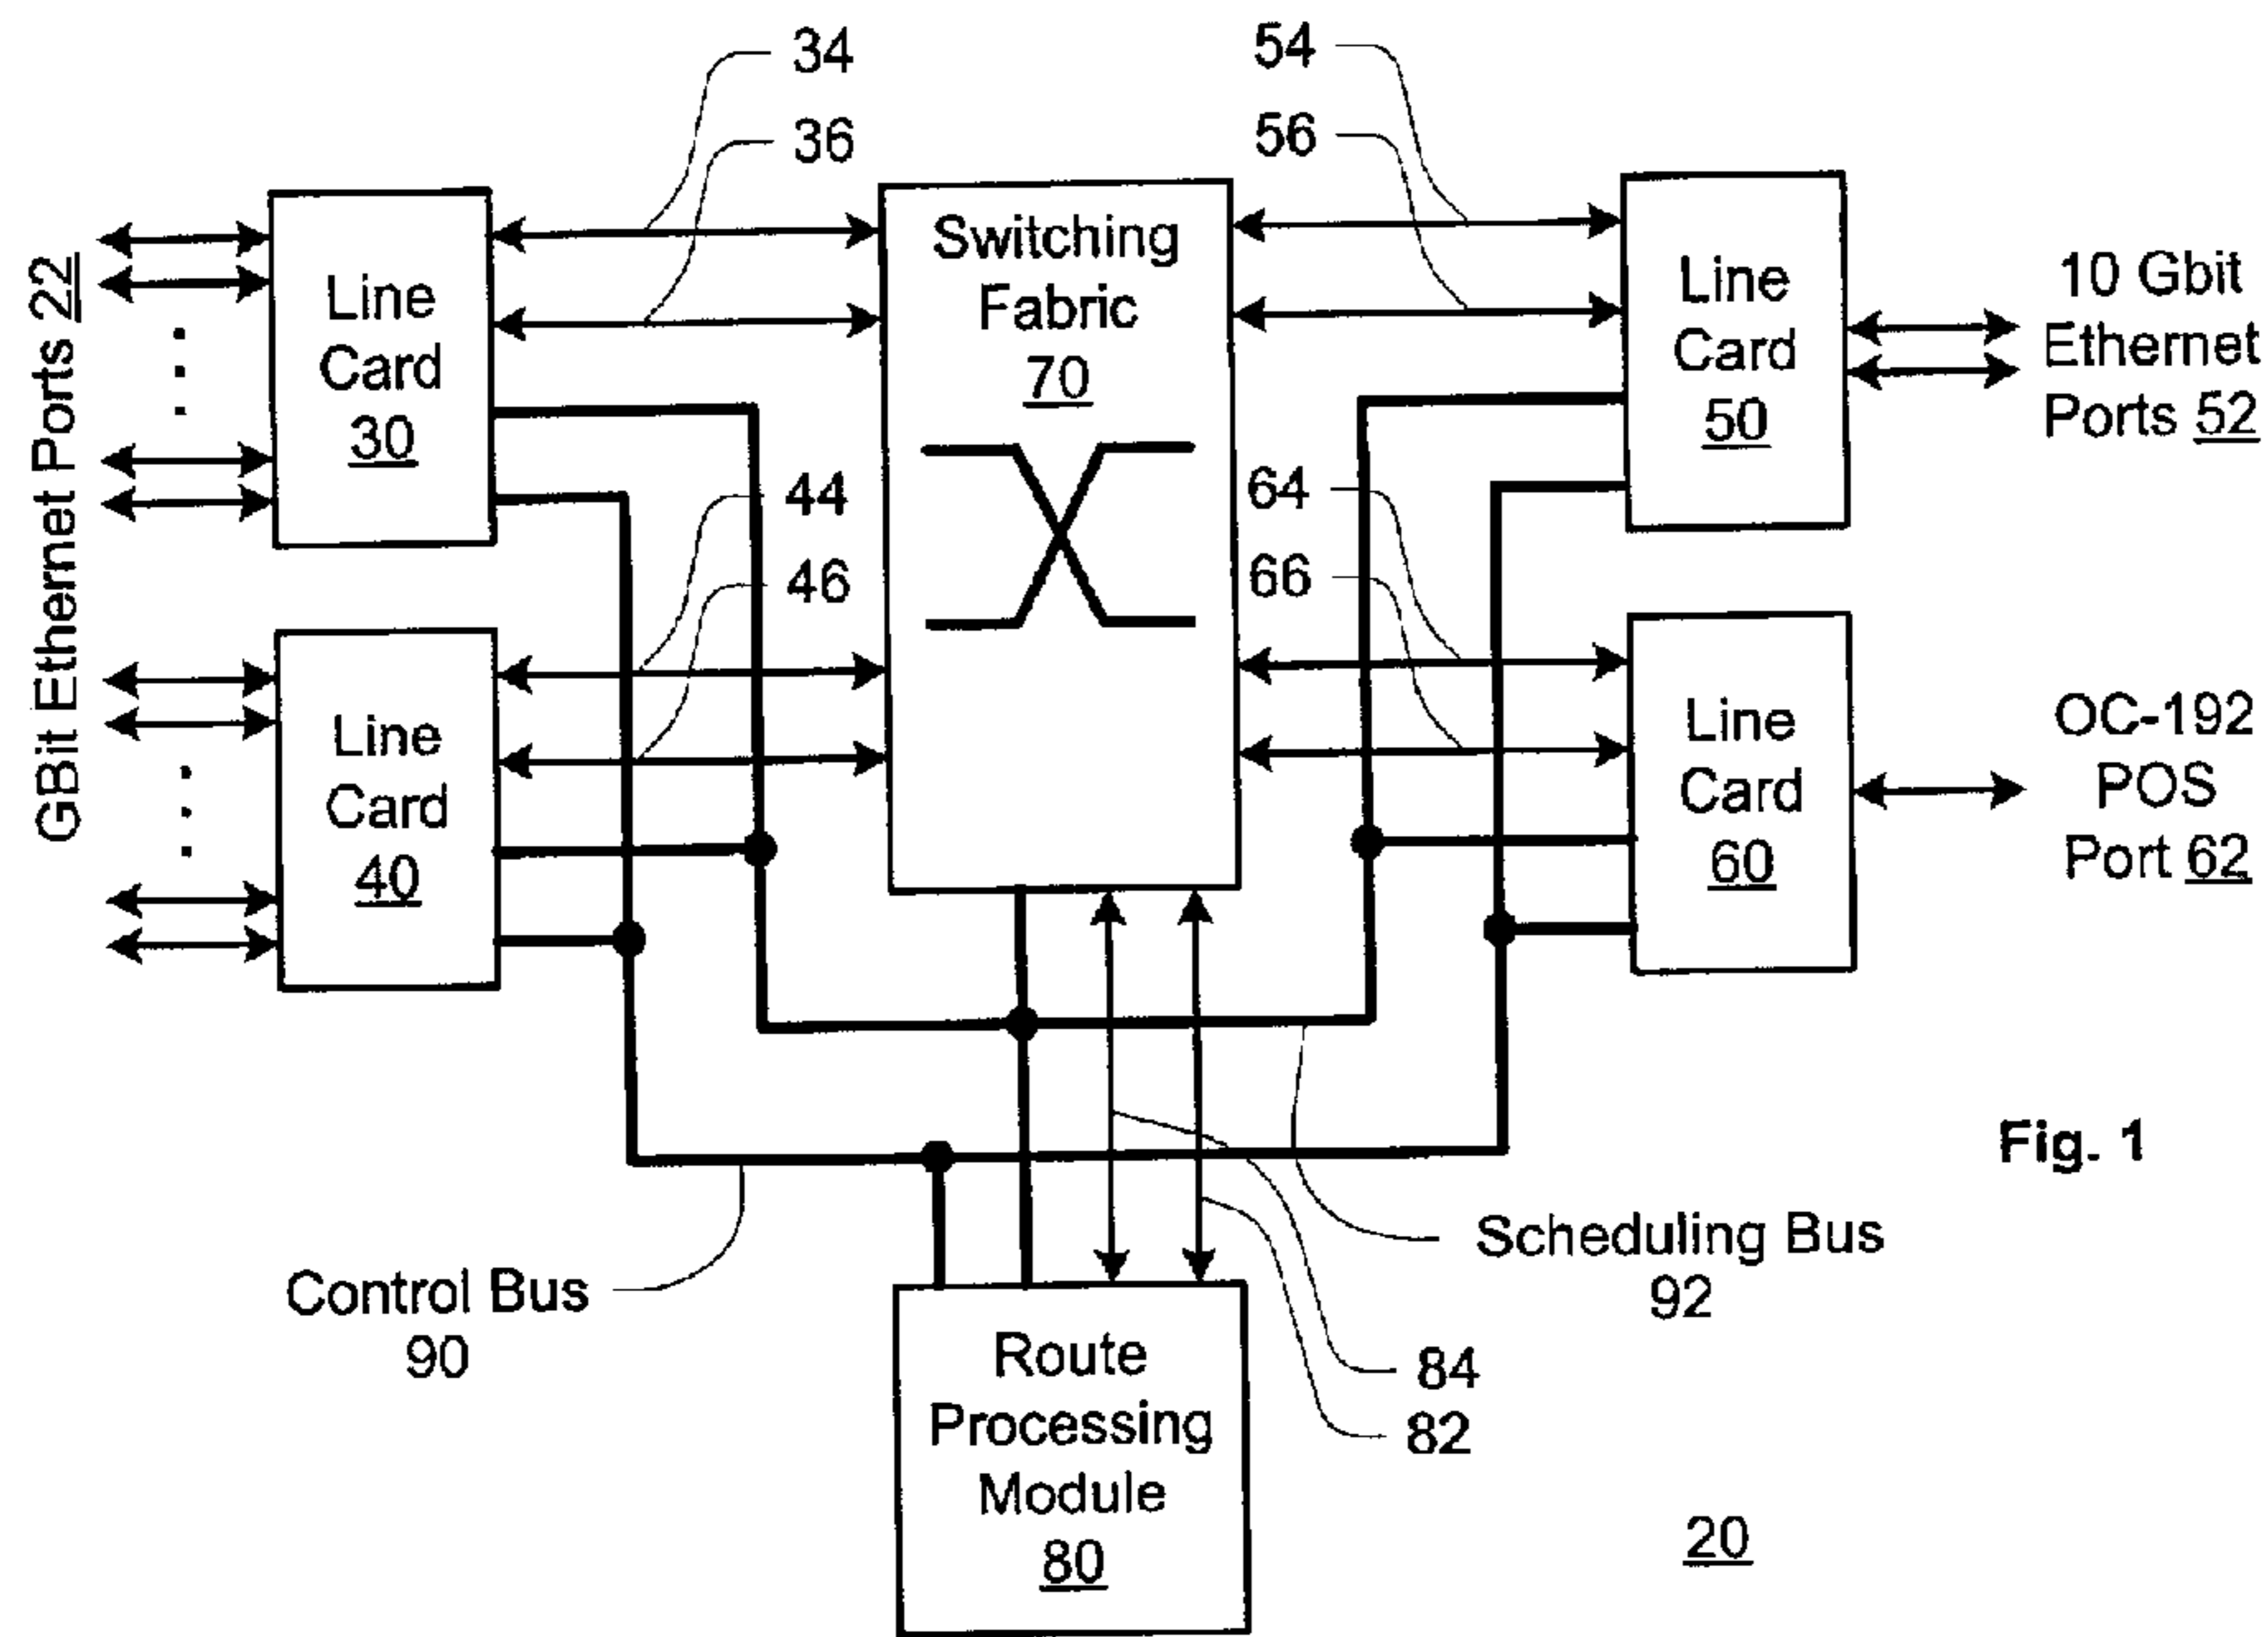 34
54
36
56
GBit Ethernet Ports 22
Line
Card
30
Switching
Fabric
70
Line
Card
50
10 Gbit
Ethernet
Ports 52
44
46
64
66
Line
Card
40
Line
Card
60
OC-192
POS
Port 62
Fig. 1
Control Bus
90
Scheduling Bus
92
Route
Processing
Module
80
84
82
20